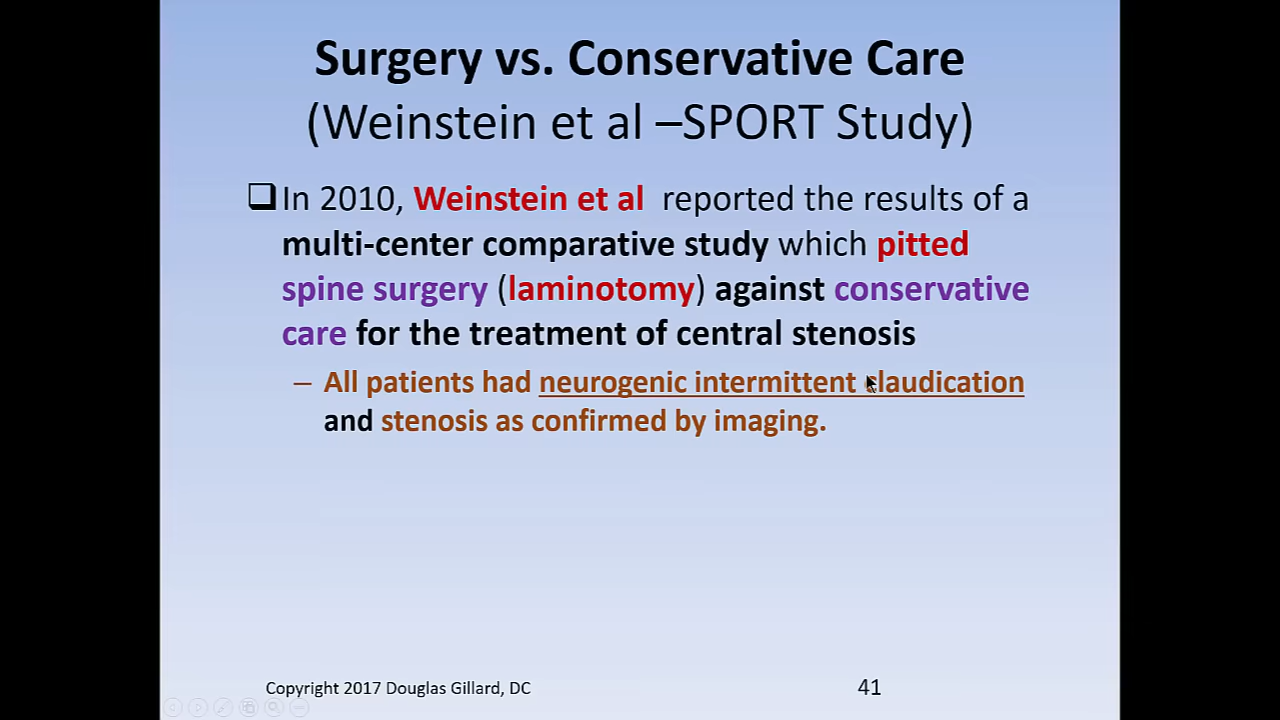 Surgery vs. Conservative Care
(Weinstein et al –SPORT Study)
In 2010, Weinstein et al reported the results of a
multi-center comparative study which pitted
spine surgery (laminotomy) against conservative
care for the treatment of central stenosis
– All patients had neurogenic intermittent claudication
and stenosis as confirmed by imaging.
Copyright 2017 Douglas Gillard, DC
41